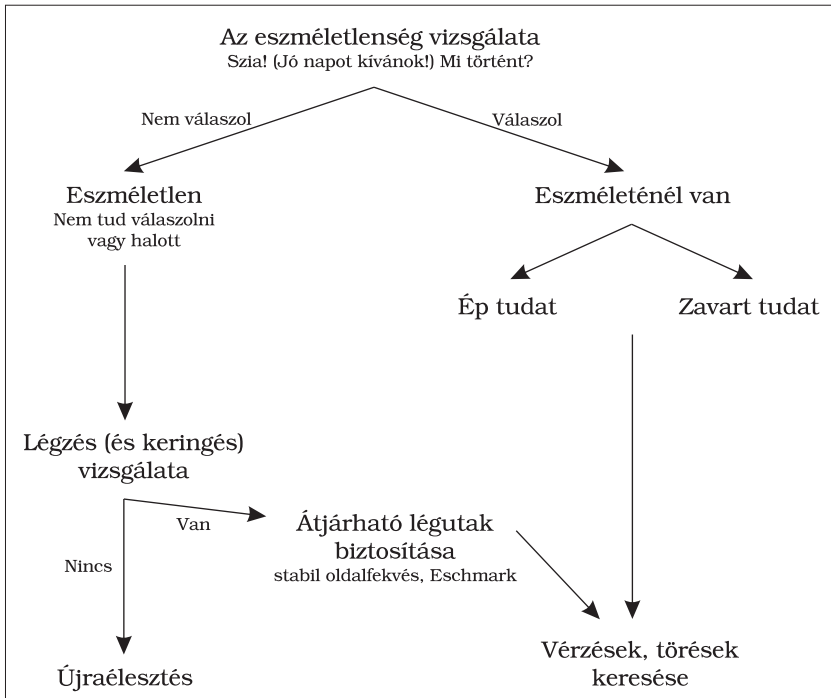 Az eszméletlenség vizsgálata
Szia! (Jó napot kívánok!) Mi történt?
Nem válaszol
Válaszol
Eszméletlen
Nem tud válaszolni
vagy halott
Eszméleténél van
Ép tudat
Zavart tudat
Légzés (és keringés)
vizsgálata
Van
Nincs
Átjárható légutak
biztosítása
stabil oldalfekvés, Eschmark
Újraélesztés
Vérzések, törések
keresése